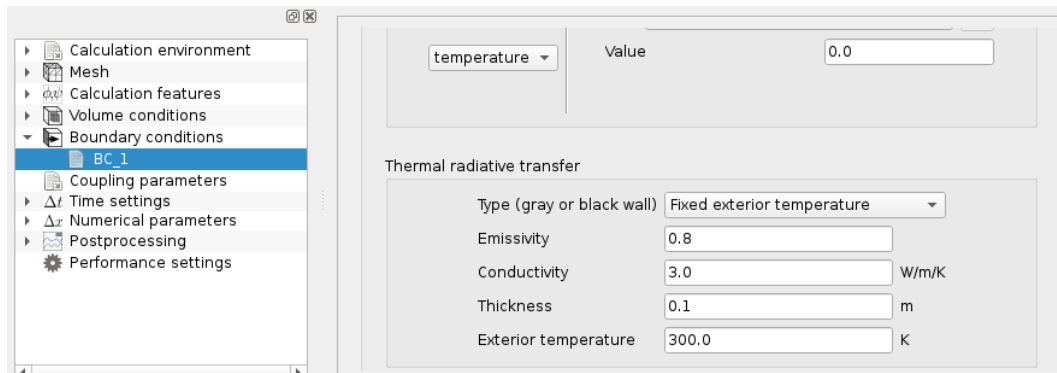 Calculation environment
Mesh
Calculation features
Volume conditions
Boundary conditions
BC_1
Coupling parameters
Δt Time settings
Δx Numerical parameters
Postprocessing
Performance settings
temperature
Value 0.0
Thermal radiative transfer
Type (gray or black wall) Fixed exterior temperature
Emissivity 0.8
Conductivity 3.0 W/m/K
Thickness 0.1 m
Exterior temperature 300.0 K